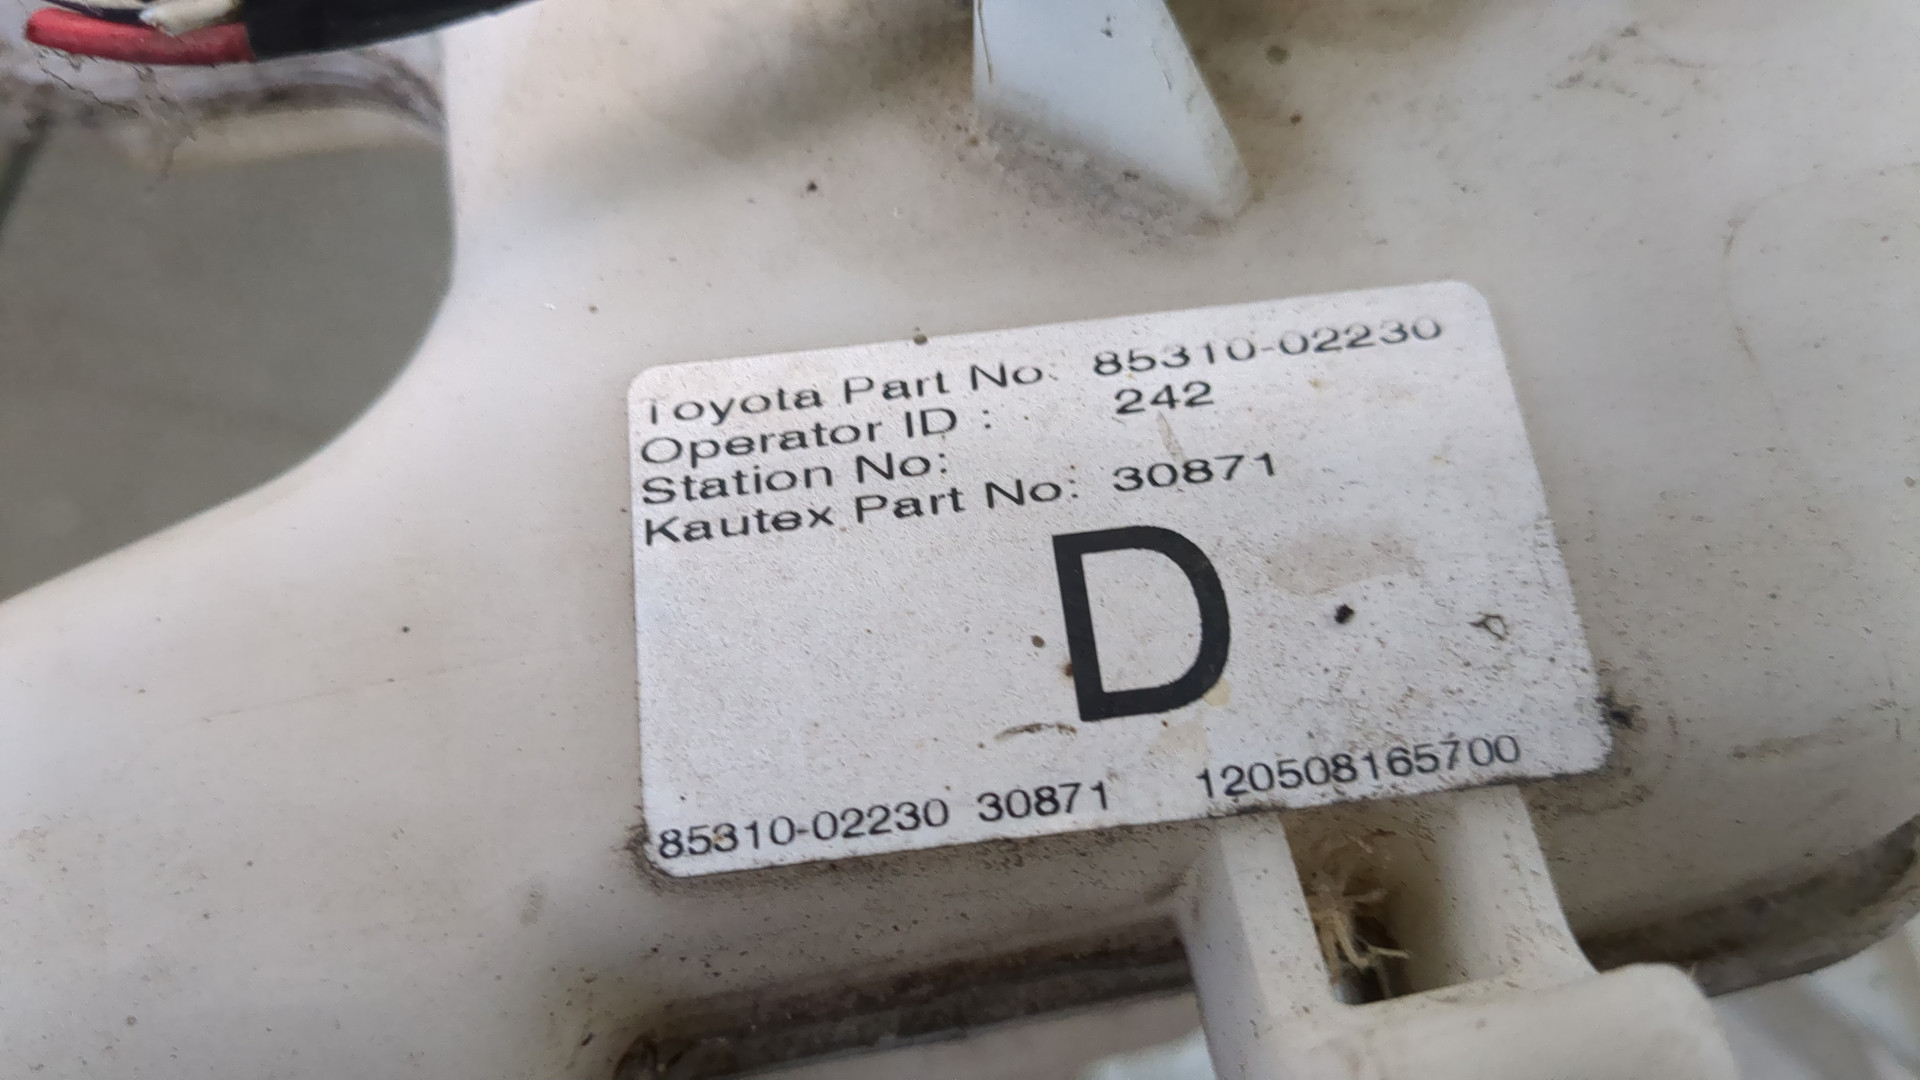 Toyota Part No: 85310-02230
Operator ID : 242
Station No:
Kautex Part No: 30871
D
85310-02230 30871 120508165700